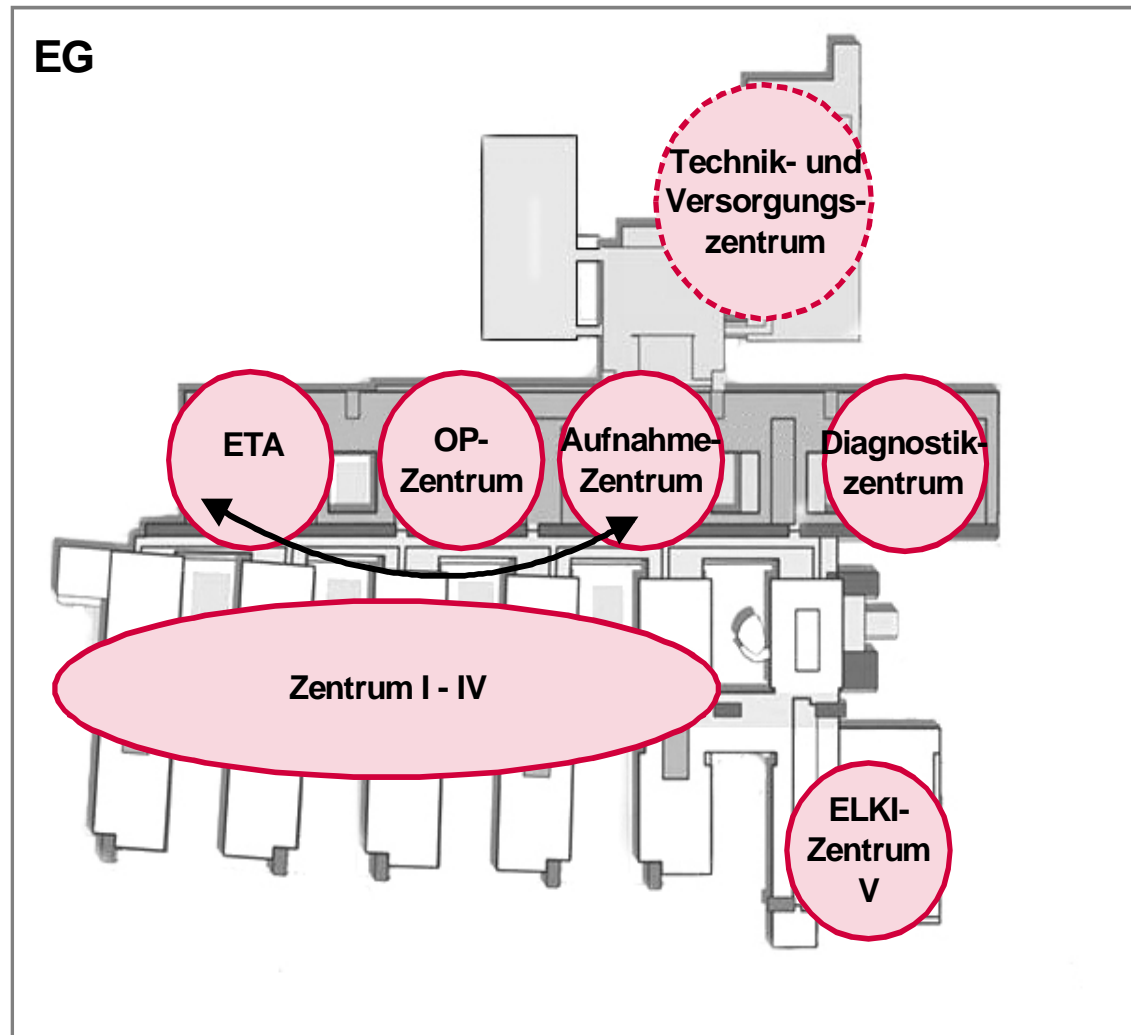 EG
Technik- und
Versorgungs-
zentrum
ETA
OP-
Zentrum
Aufnahme-
Zentrum
Diagnostik-
zentrum
Zentrum I - IV
ELKI-
Zentrum
V